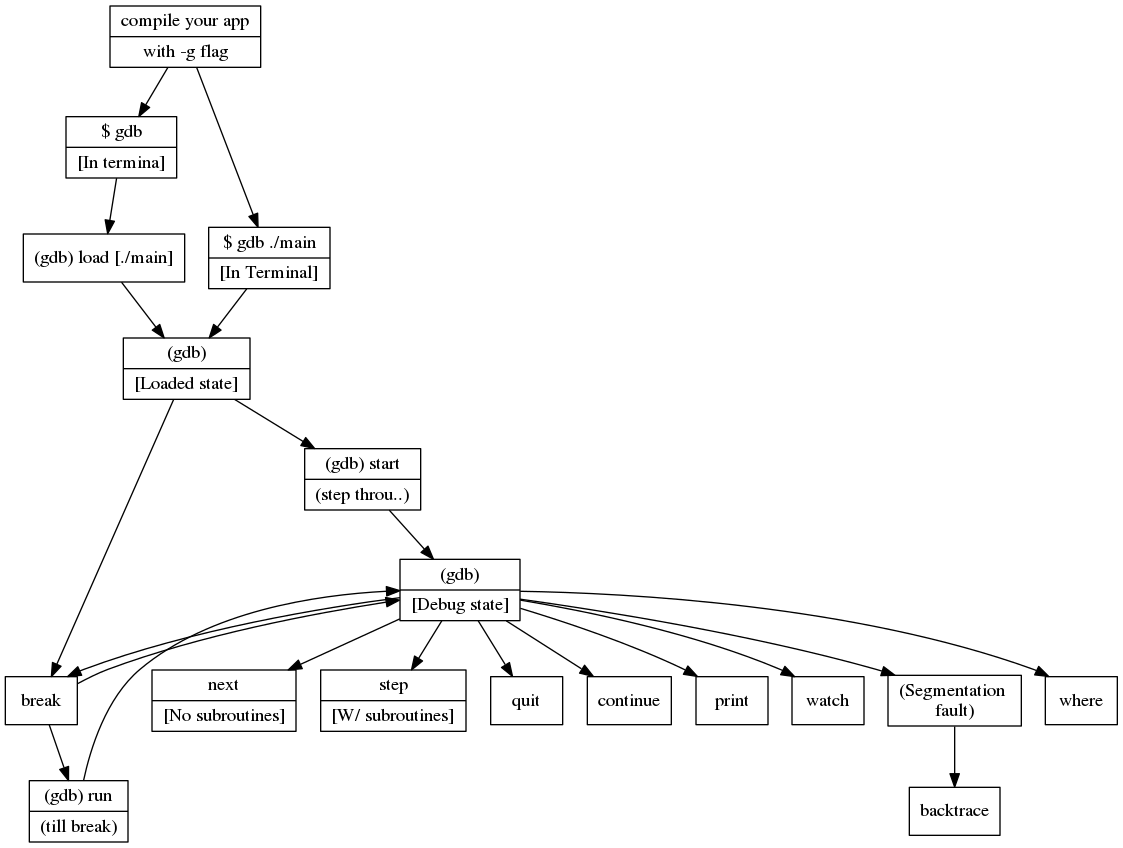 compile your app
with -g flag
$ gdb
[In termina]
$ gdb ./main
[In Terminal]
(gdb) load [./main]
(gdb)
[Loaded state]
(gdb) start
(step throu..)
(gdb)
[Debug state]
break
next
[No subroutines]
step
[W/ subroutines]
quit
continue
print
watch
(Segmentation
fault)
where
(gdb) run
(till break)
backtrace